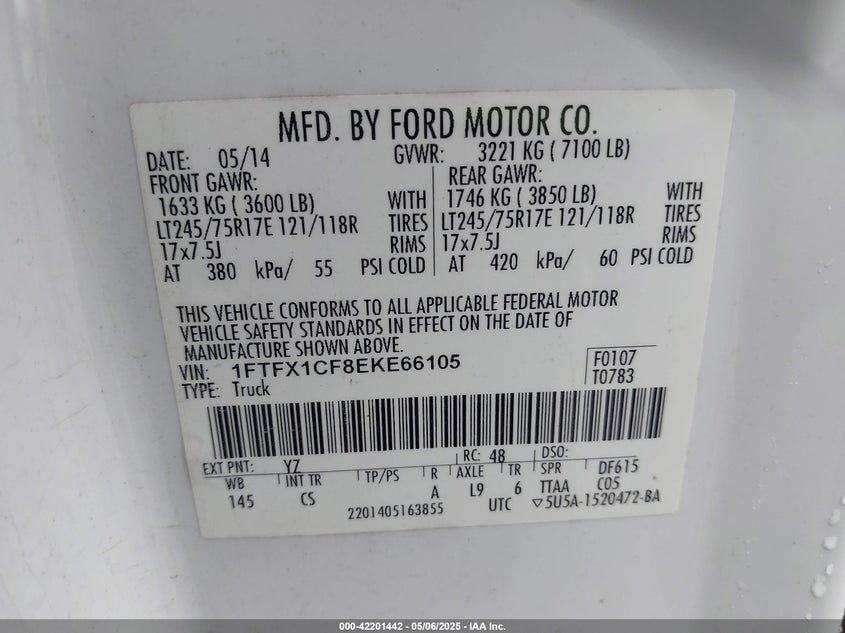 MFD. BY FORD MOTOR CO.
DATE: 05/14 GVWR: 3221 KG ( 7100 LB)
FRONT GAWR: REAR GAWR:
1633 KG ( 3600 LB) WITH 1746 KG ( 3850 LB) WITH
LT245/75R17E 121/118R TIRES LT245/75R17E 121/118R TIRES
17x7.5J RIMS 17x7.5J RIMS
AT 380 kPa/ 55 PSI COLD AT 420 kPa/ 60 PSI COLD
THIS VEHICLE CONFORMS TO ALL APPLICABLE FEDERAL MOTOR
VEHICLE SAFETY STANDARDS IN EFFECT ON THE DATE OF
MANUFACTURE SHOWN ABOVE.
VIN: 1FTFX1CF8EKE66105 F0107
TYPE: Truck T0783
EXT PNT: YZ RC: 48 DSO:
WB INT TR TP/PS R AXLE TR SPR DF615
145 CS A L9 6 TTAA C05
2201405163855 UTC ▽5U5A-1520472-BA
000-42201442 - 05/06/2025 - IAA Inc.